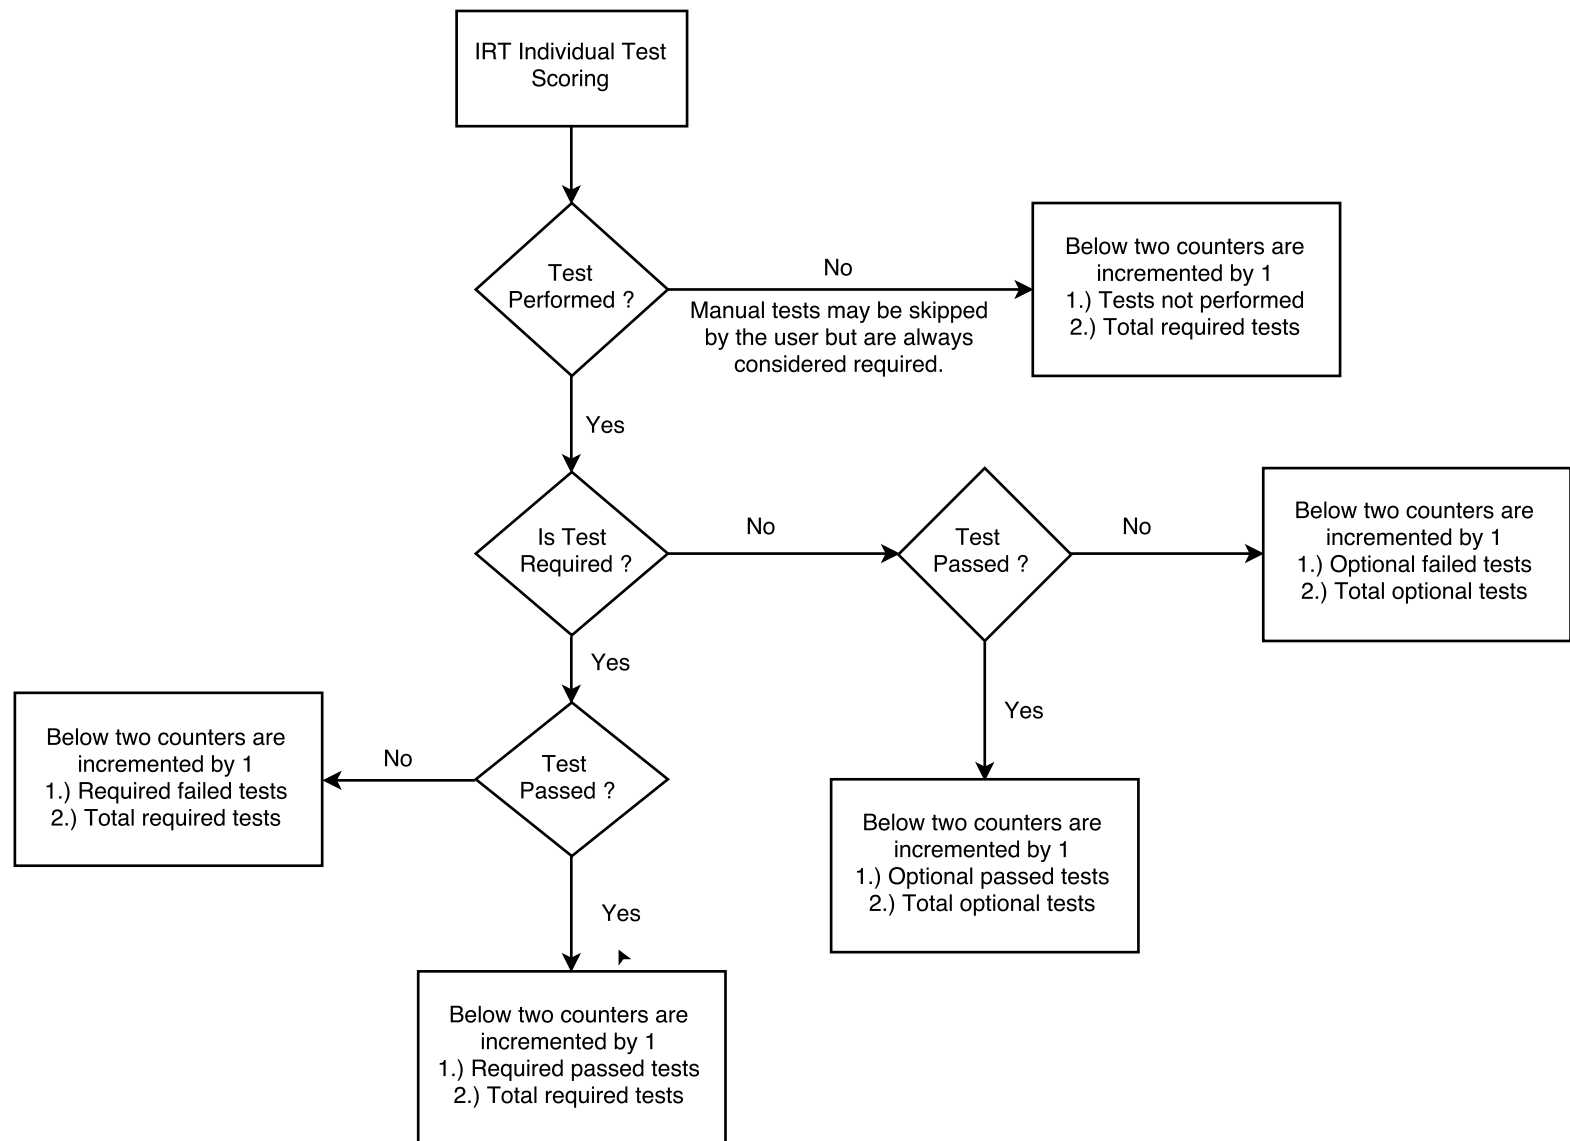 IRT Individual Test
Scoring
Test
Performed ?
No
Manual tests may be skipped
by the user but are always
considered required.
Below two counters are
incremented by 1
1.) Tests not performed
2.) Total required tests
Yes
Is Test
Required ?
No
Test
Passed ?
No
Below two counters are
incremented by 1
1.) Optional failed tests
2.) Total optional tests
Yes
Yes
Below two counters are
incremented by 1
1.) Required failed tests
2.) Total required tests
No
Test
Passed ?
Below two counters are
incremented by 1
1.) Optional passed tests
2.) Total optional tests
Yes
Below two counters are
incremented by 1
1.) Required passed tests
2.) Total required tests